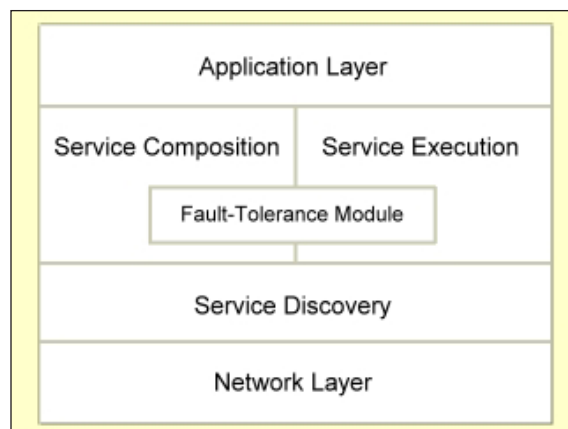 Application Layer
Service Composition
Service Execution
Fault-Tolerance Module
Service Discovery
Network Layer